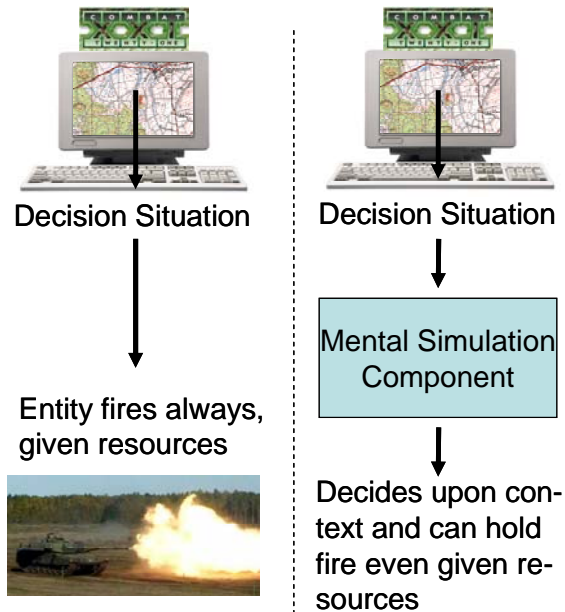 COMBAT
XXI
TWENTY-ONE
Decision Situation
Entity fires always,
given resources
COMBAT
XXI
TWENTY-ONE
Decision Situation
Mental Simulation
Component
Decides upon con-
text and can hold
fire even given re-
sources